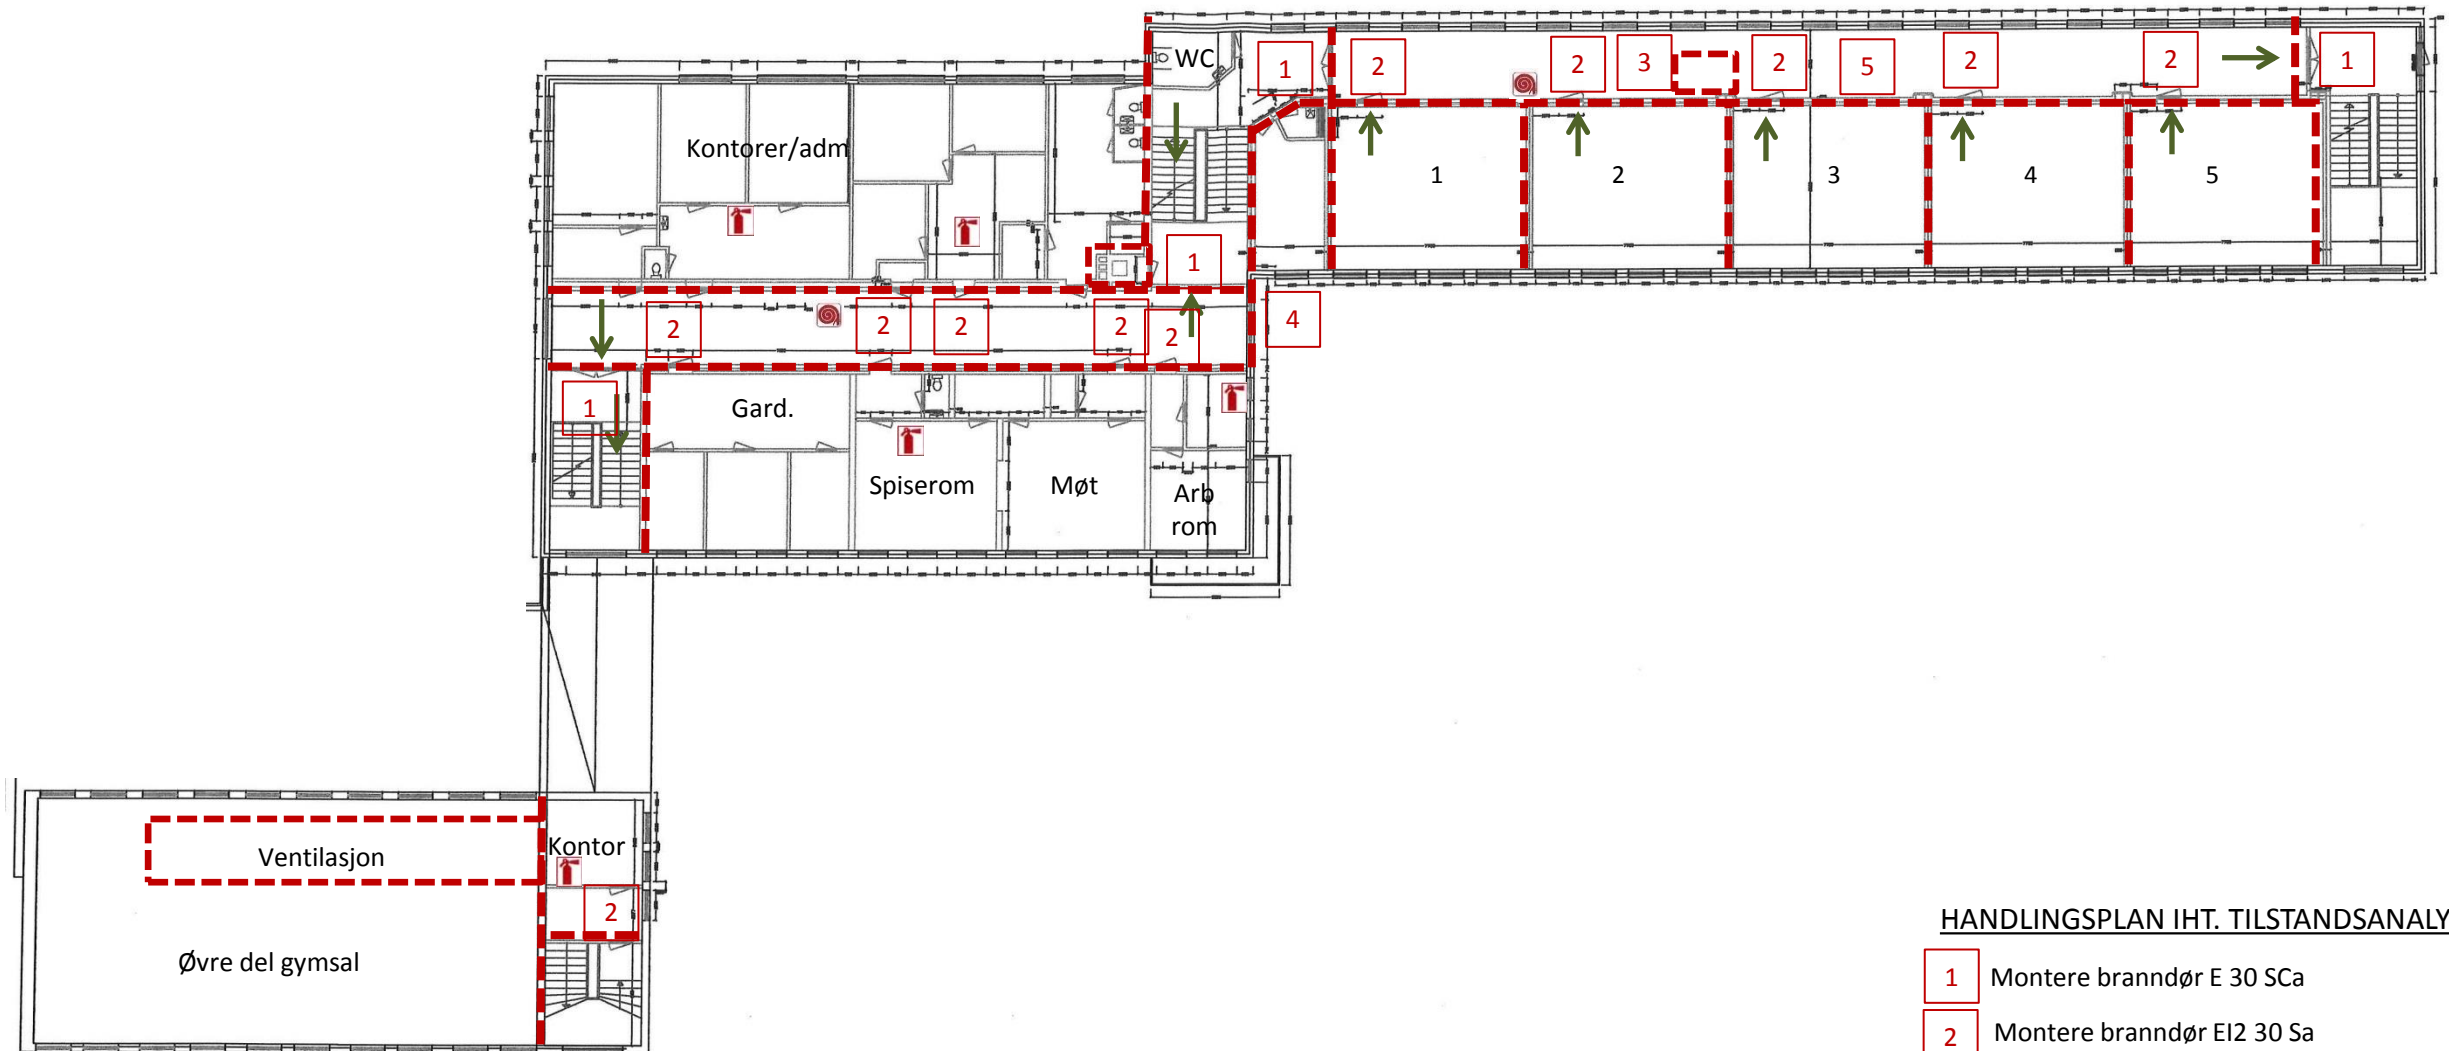 WC
1
2
2
3
2
5
2
2
1
Kontorer/adm
1
2
3
4
5
1
2
2
2
2
2
4
1
Gard.
Spiserom
Møt
Arb
rom
Kontor
Ventilasjon
2
Øvre del gymsal
HANDLINGSPLAN IHT. TILSTANDSANALY
1 Montere branndør E 30 SCa
2 Montere branndør EI2 30 Sa